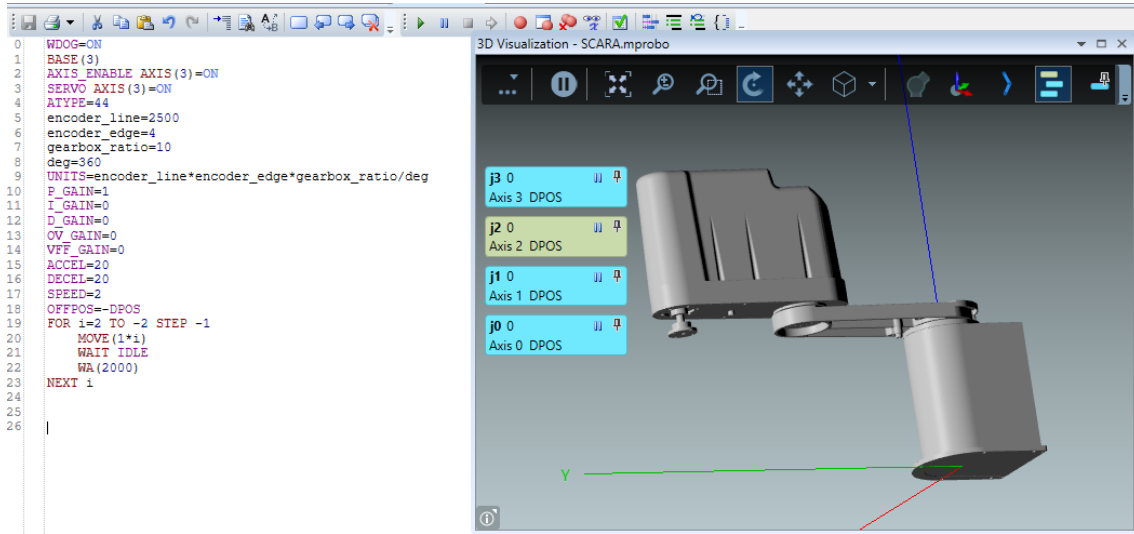 0 WDOG=ON
1 BASE(3)
2 AXIS_ENABLE AXIS(3)=ON
3 SERVO AXIS(3)=ON
4 ATYPE=44
5 encoder_line=2500
6 encoder_edge=4
7 gearbox_ratio=10
8 deg=360
9 UNITS=encoder_line*encoder_edge*gearbox_ratio/deg
10 P_GAIN=1
11 I_GAIN=0
12 D_GAIN=0
13 OV_GAIN=0
14 VFF_GAIN=0
15 ACCEL=20
16 DECEL=20
17 SPEED=2
18 OFFPOS=-DPOS
19 FOR i=2 TO -2 STEP -1
20 MOVE(1*i)
21 WAIT IDLE
22 WA(2000)
23 NEXT i
24
25
26
3D Visualization - SCARA.mprobo
j3 0
Axis 3 DPOS
j2 0
Axis 2 DPOS
j1 0
Axis 1 DPOS
j0 0
Axis 0 DPOS
Y